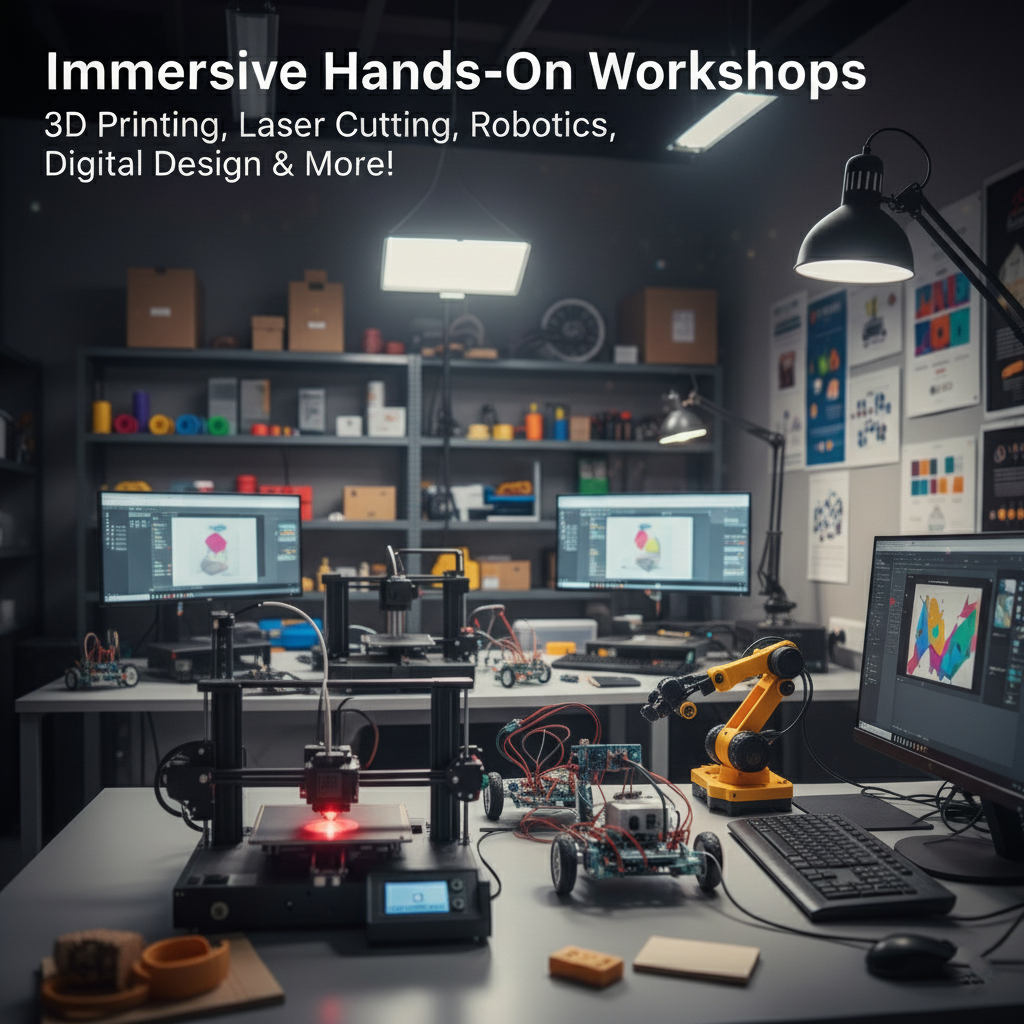 Immersive Hands-On Workshops
3D Printing, Laser Cutting, Robotics,
Digital Design & More!